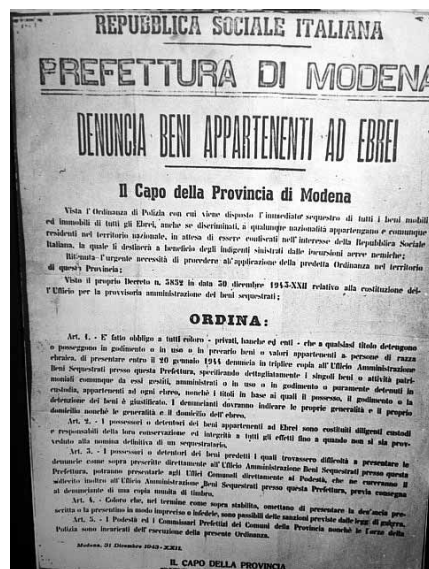 REPUBBLICA SOCIALE ITALIANA
PREFETTURA DI MODENA
DENUNCIA BENI APPARTENENTI AD EBREI
Il Capo della Provincia di Modena
Vista l'Ordinanza di Polizia con cui viene disposto l'immediato sequestro di tutti i beni mobili
ed immobili di tutti gli Ebrei, anche se discriminati, a qualunque nazionalità appartengano e comunque
residenti nel territorio nazionale, in attesa di essere confiscati nell'interesse della Repubblica Sociale
Italiana, la quale li destinerà a beneficio degli indigenti sinistrati dalle incursioni aeree nemiche;
Ritenuta l'urgente necessità di procedere all'applicazione della predetta Ordinanza nel territorio
di questa Provincia;
Visto il proprio Decreto n. 5852 in data 30 dicembre 1943-XXII relativo alla costituzione del-
l'Ufficio per la provvisoria amministrazione dei beni sequestrati;
ORDINA:
Art. 1. - E' fatto obbligo a tutti coloro - privati, banche ed enti - che a qualsiasi titolo detengono
o posseggono in godimento o in uso o in precario beni o valori appartenenti a persone di razza
ebraica, di presentare entro il 20 gennaio 1944 denuncia in triplice copia all'Ufficio Amministrazione
Beni Sequestrati presso questa Prefettura, specificando dettagliatamente i singoli beni o attività patri-
moniali comunque da essi gestiti, amministrati o in uso o in godimento o puramente detenuti in
custodia, appartenenti ad ogni ebreo, nonchè i titoli in base ai quali il possesso, il godimento o la
detenzione dei beni è giustificato. I denuncianti dovranno indicare le proprie generalità e il proprio
domicilio nonchè le generalità e il domicilio dell'ebreo.
Art. 2. - I possessori o detentori dei beni appartenenti ad Ebrei sono costituiti diligenti custodi
e responsabili della loro conservazione ed integrità a tutti gli effetti fino a quando non si sia prov-
veduto alla nomina definitiva di un sequestratario.
Art. 3. - I possessori o detentori dei beni predetti i quali trovassero difficoltà a presentare le
denuncie come sopra prescritte direttamente all'Ufficio Amministrazione Beni Sequestrati presso questa
Prefettura, potranno presentarle agli Uffici Comunali direttamente ai Podestà, che ne cureranno il
sollecito inoltro all'Ufficio Amministrazione Beni Sequestrati presso questa Prefettura, previa consegna
al denunciante di una copia munita di timbro.
Art. 4. - Coloro che, nel termine come sopra stabilito, omettano di presentare la denuncia pre-
scritta o la presentino in modo impreciso o infedele, sono passibili delle sanzioni previste dalle leggi di guerra.
Art. 5. - I Podestà ed i Commissari Prefettizi dei Comuni della Provincia nonchè le Forze della
Polizia sono incaricati dell'esecuzione della presente Ordinanza.
Modena, 31 Dicembre 1943-XXII.
IL CAPO DELLA PROVINCIA